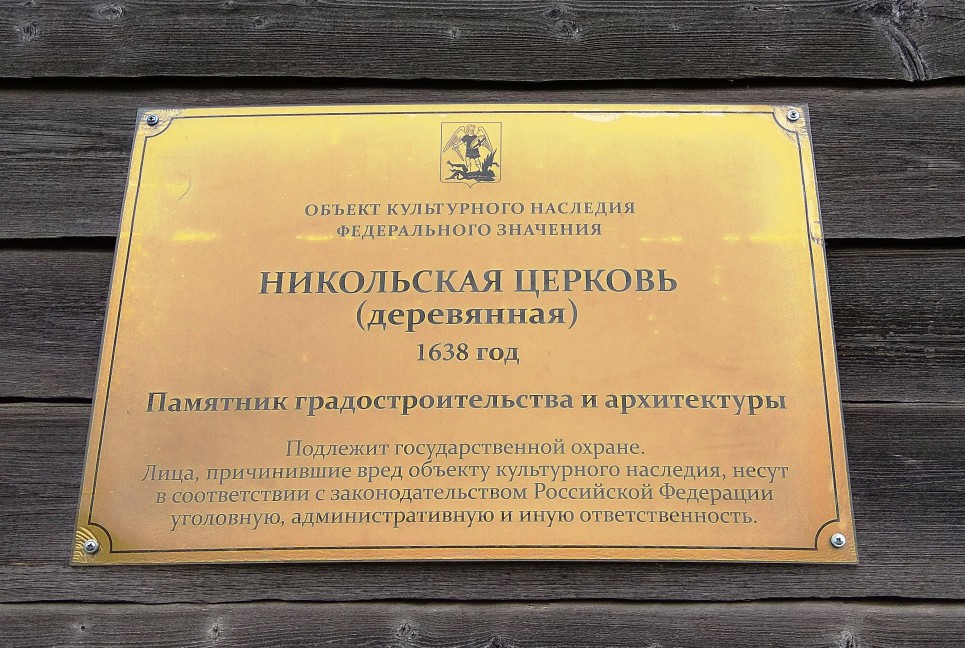 ОБЪЕКТ КУЛЬТУРНОГО НАСЛЕДИЯ
ФЕДЕРАЛЬНОГО ЗНАЧЕНИЯ
НИКОЛЬСКАЯ ЦЕРКОВЬ
(деревянная)
1638 год
Памятник градостроительства и архитектуры
Подлежит государственной охране.
Лица, причинившие вред объекту культурного наследия, несут
в соответствии с законодательством Российской Федерации
уголовную, административную и иную ответственность.